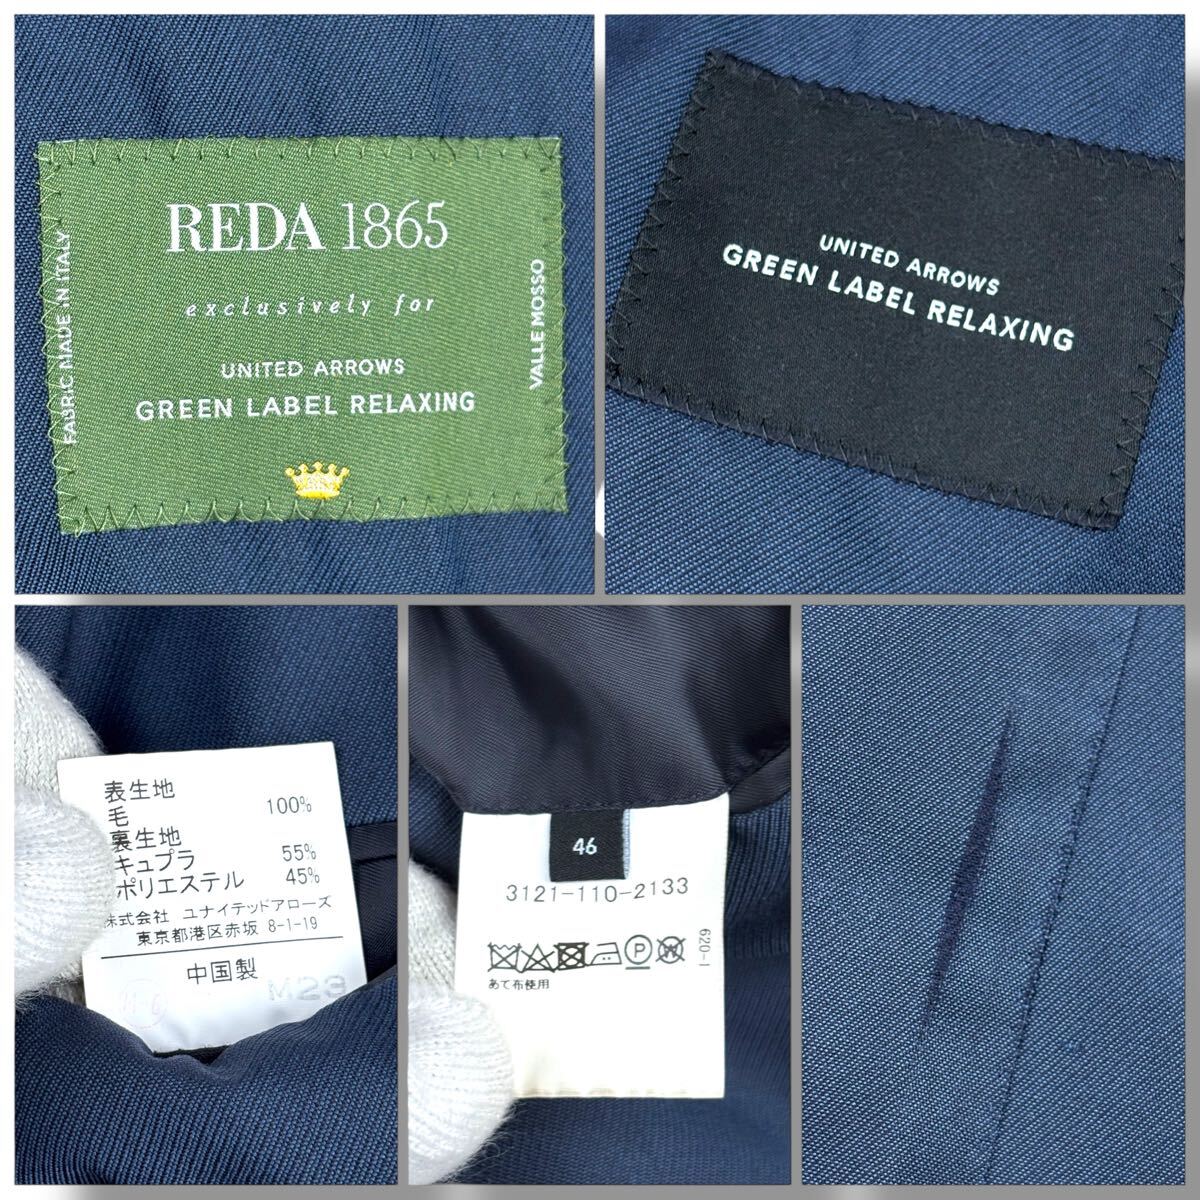 REDA 1865
exclusively for
UNITED ARROWS
GREEN LABEL RELAXING
FABRIC MADE IN ITALY
VALLE MOSSO
UNITED ARROWS
GREEN LABEL RELAXING
表生地
毛 100%
裏生地
キュプラ 55%
ポリエステル 45%
株式会社 ユナイテッドアローズ
東京都港区赤坂 8-1-19
中国製
M23
46
3121-110-2133
620-1
P
W
あて布使用